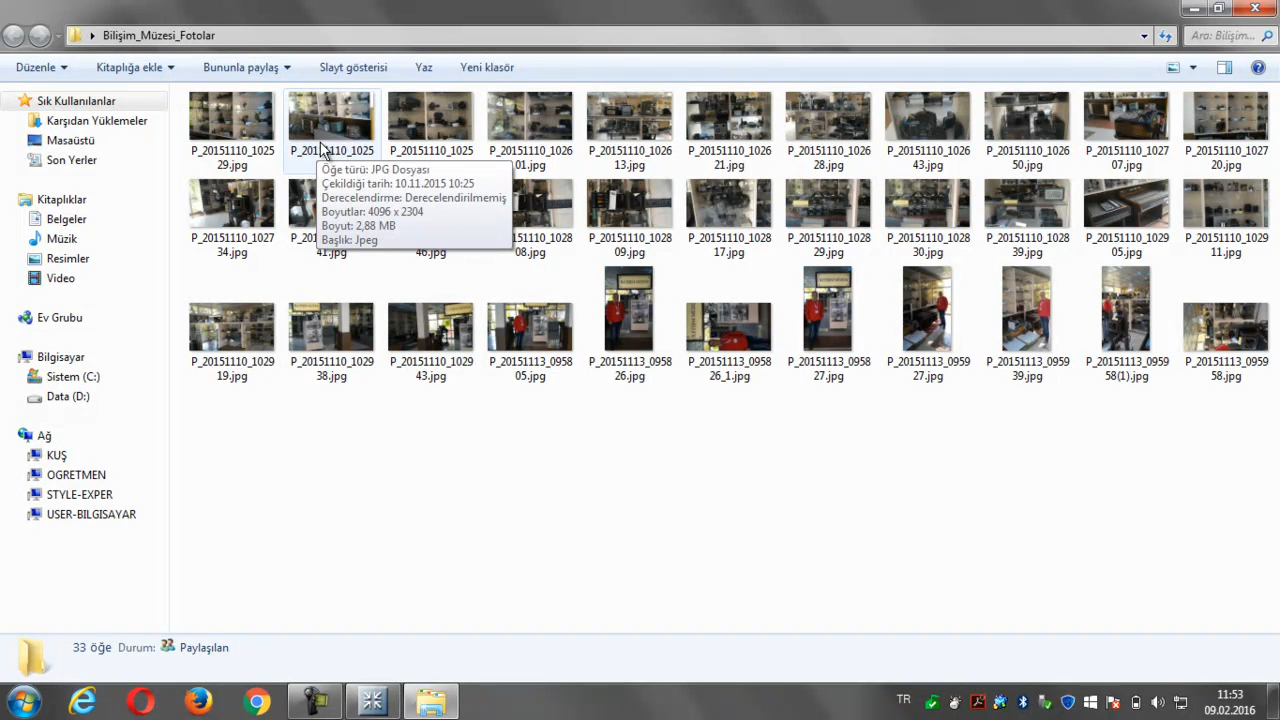 Bilişim_Müzesi_Fotolar
Ara: Bilişim...
Düzenle
Kitaplığa ekle
Bununla paylaş
Slayt gösterisi
Yaz
Yeni klasör
Sık Kullanılanlar
Karşıdan Yüklemeler
Masaüstü
Son Yerler
Kitaplıklar
Belgeler
Müzik
Resimler
Video
Ev Grubu
Bilgisayar
Sistem (C:)
Data (D:)
Ağ
KUŞ
OGRETMEN
STYLE-EXPER
USER-BILGISAYAR
P_20151110_1025
29.jpg
P_20151110_1025
P_20151110_1025
P_20151110_1026
01.jpg
P_20151110_1026
13.jpg
P_20151110_1026
21.jpg
P_20151110_1026
28.jpg
P_20151110_1026
43.jpg
P_20151110_1026
50.jpg
P_20151110_1027
07.jpg
P_20151110_1027
20.jpg
Öğe türü: JPG Dosyası
Çekildiği tarih: 10.11.2015 10:25
Derecelendirme: Derecelendirilmemiş
Boyutlar: 4096 x 2304
Boyut: 2,88 MB
Başlık: Jpeg
P_20151110_1027
34.jpg
P_20
41.jpg
46.jpg
1028
08.jpg
P_20151110_1028
09.jpg
P_20151110_1028
17.jpg
P_20151110_1028
29.jpg
P_20151110_1028
30.jpg
P_20151110_1028
39.jpg
P_20151110_1029
05.jpg
P_20151110_1029
11.jpg
P_20151110_1029
19.jpg
P_20151110_1029
38.jpg
P_20151110_1029
43.jpg
P_20151113_0958
05.jpg
P_20151113_0958
26.jpg
P_20151113_0958
26_1.jpg
P_20151113_0958
27.jpg
P_20151113_0959
27.jpg
P_20151113_0959
39.jpg
P_20151113_0959
58(1).jpg
P_20151113_0959
58.jpg
33 öğe Durum: Paylaşılan
TR
11:53
09.02.2016